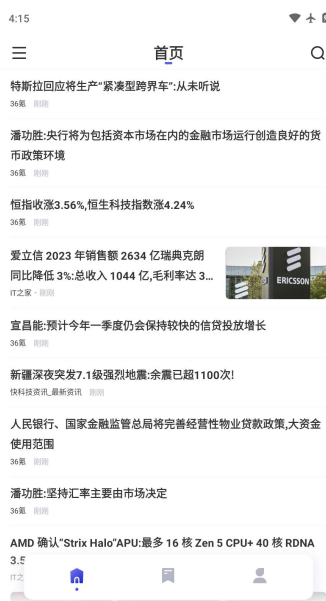 4:15
首页
特斯拉回应将生产“紧凑型跨界车”:从未听说
36氪 刚刚
潘功胜:央行将为包括资本市场在内的金融市场运行创造良好的货
币政策环境
36氪 刚刚
恒指收涨3.56%,恒生科技指数涨4.24%
36氪 刚刚
爱立信 2023 年销售额 2634 亿瑞典克朗
同比降低 3%:总收入 1044 亿,毛利率达 3...
ERICSSON
IT之家·刚刚
宣昌能:预计今年一季度仍会保持较快的信贷投放增长
36氪 刚刚
新疆深夜突发7.1级强烈地震:余震已超1100次!
快科技资讯_最新资讯 刚刚
人民银行、国家金融监管总局将完善经营性物业贷款政策,大资金
使用范围
36氪 刚刚
潘功胜:坚持汇率主要由市场决定
36氪 刚刚
AMD 确认“Strix Halo”APU:最多 16 核 Zen 5 CPU+ 40 核 RDNA
3.5